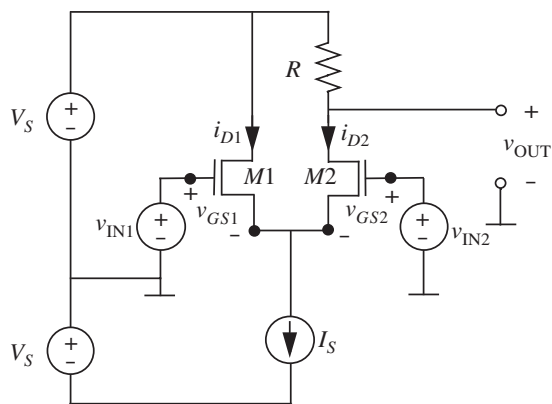 R
V_S
+
−
i_D1
i_D2
+
v_OUT
−
M1
M2
+
v_GS1
−
+
v_GS2
−
v_IN1
+
−
v_IN2
+
−
V_S
+
−
I_S